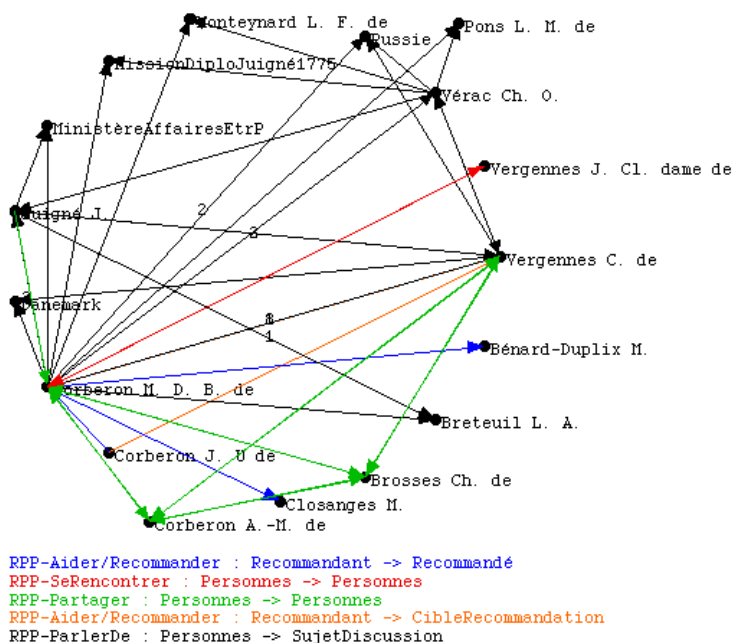 Monteynard L. F. de
Pons L. M. de
Russie
MissionDiploJuigné1775
Vérac Ch. O.
MinistèreAffairesEtrP
Vergennes J. Cl. dame de
2
Juigné J.
3
Vergennes C. de
Danemark
1
Bénard-Duplix M.
Corberon M. D. B. de
Breteuil L. A.
Corberon J. U de
Brosses Ch. de
Closanges M.
Corberon A.-M. de
RPP-Aider/Recommander : Recommandant -> Recommandé
RPP-SeRencontrer : Personnes -> Personnes
RPP-Partager : Personnes -> Personnes
RPP-Aider/Recommander : Recommandant -> CibleRecommandation
RPP-ParlerDe : Personnes -> SujetDiscussion